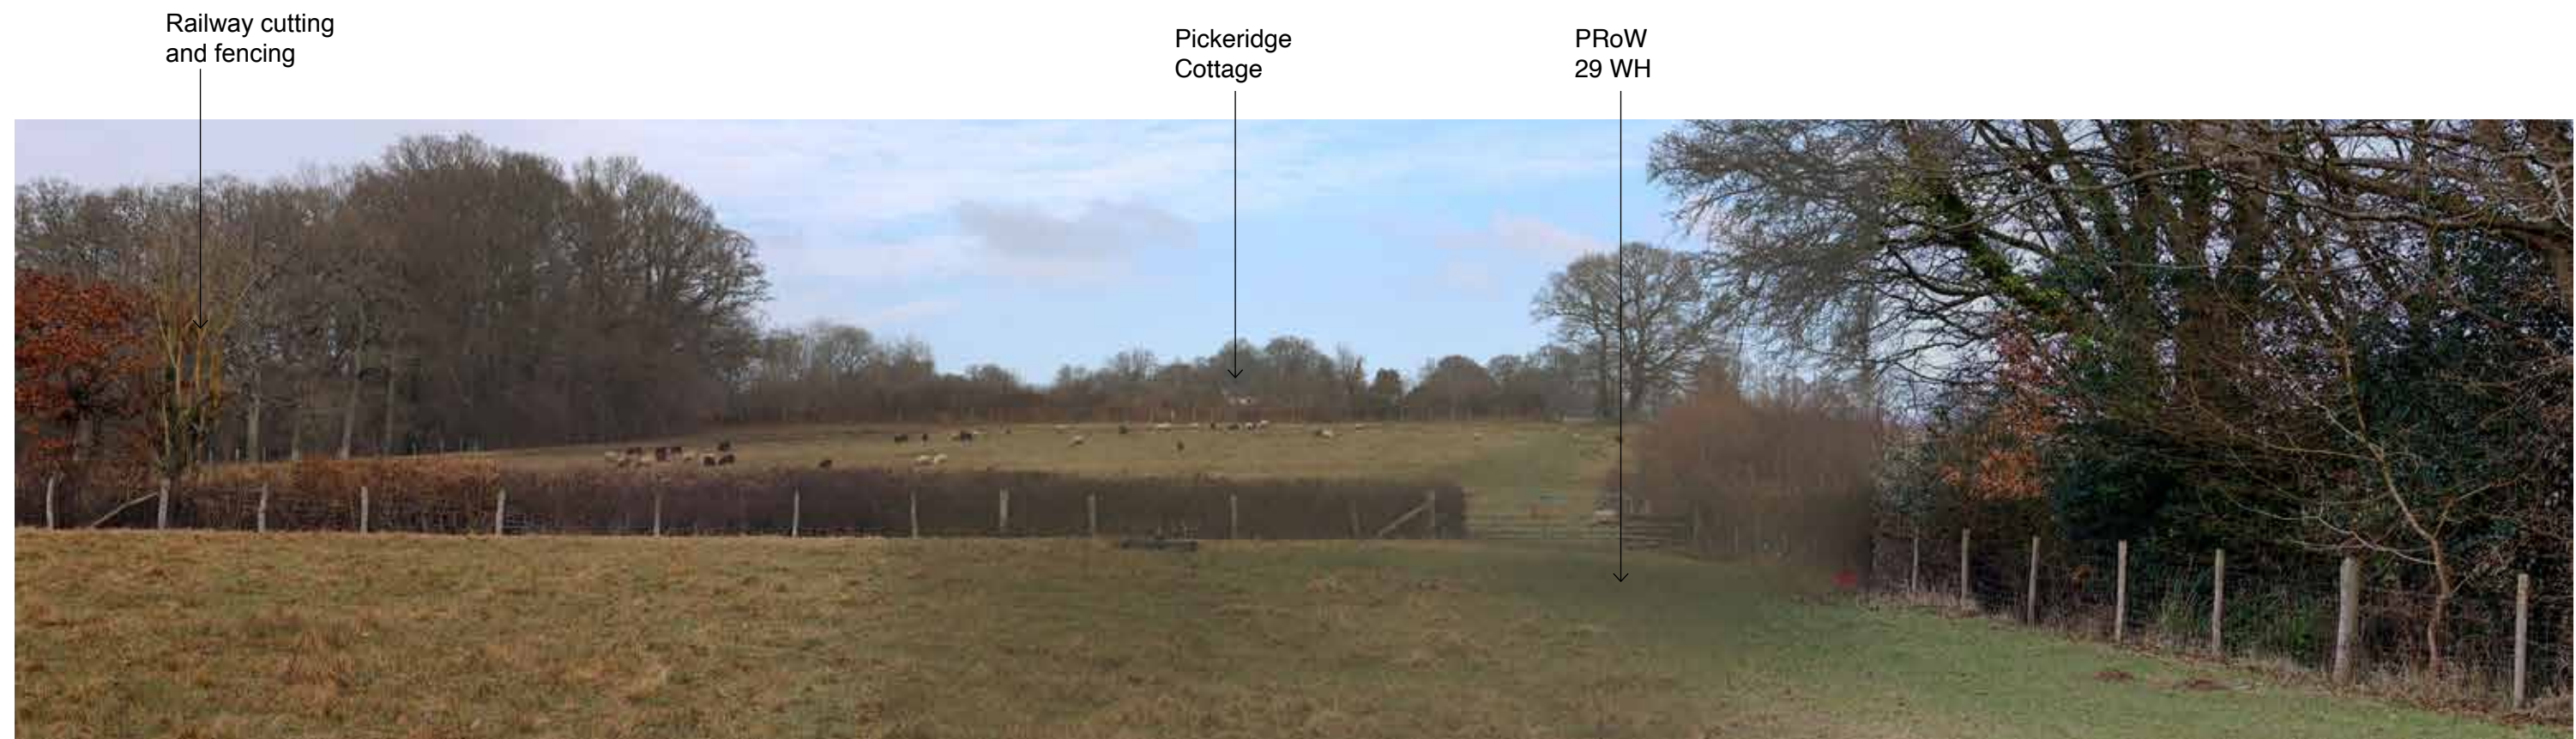 Railway cutting
and fencing
Pickeridge
Cottage
PRoW
29 WH